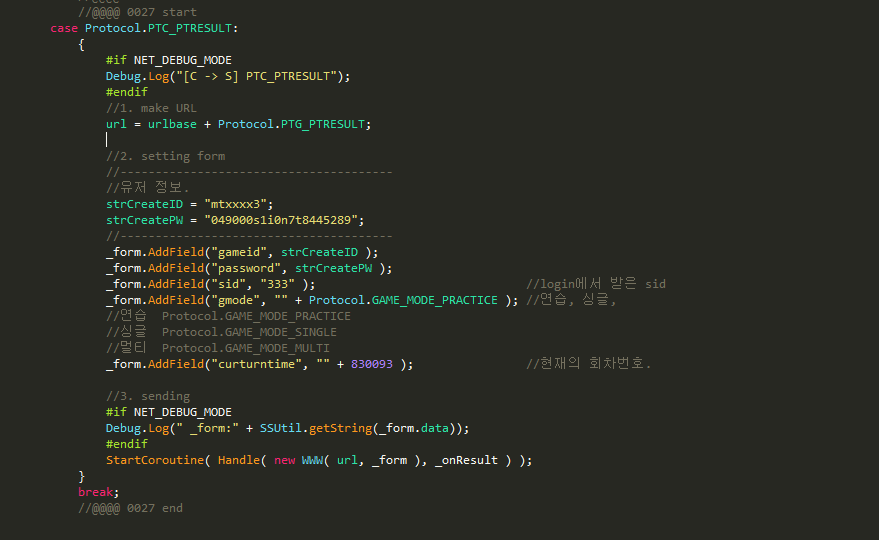 //@@@@ 0027 start
case Protocol.PTC_PTRESULT:
{
#if NET_DEBUG_MODE
Debug.Log("[C -> S] PTC_PTRESULT");
#endif
//1. make URL
url = urlbase + Protocol.PTG_PTRESULT;
//2. setting form
//---------------------------------------
//유저 정보.
strCreateID = "mtxxxx3";
strCreatePW = "049000s1i0n7t8445289";
//---------------------------------------
_form.AddField("gameid", strCreateID );
_form.AddField("password", strCreatePW );
_form.AddField("sid", "333" ); //login에서 받은 sid
_form.AddField("gmode", "" + Protocol.GAME_MODE_PRACTICE ); //연습, 싱글,
//연습 Protocol.GAME_MODE_PRACTICE
//싱글 Protocol.GAME_MODE_SINGLE
//멀티 Protocol.GAME_MODE_MULTI
_form.AddField("curturntime", "" + 830093 ); //현재의 회차번호.
//3. sending
#if NET_DEBUG_MODE
Debug.Log(" _form:" + SSUtil.getString(_form.data));
#endif
StartCoroutine( Handle( new WWW( url, _form ), _onResult ) );
}
break;
//@@@@ 0027 end